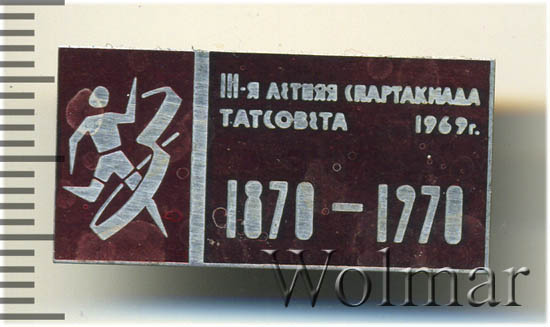 III-я ЛЕТНЯЯ СПАРТАКИАДА
ТАТСОВЕТА 1969г.
1870 – 1970
Wolmar